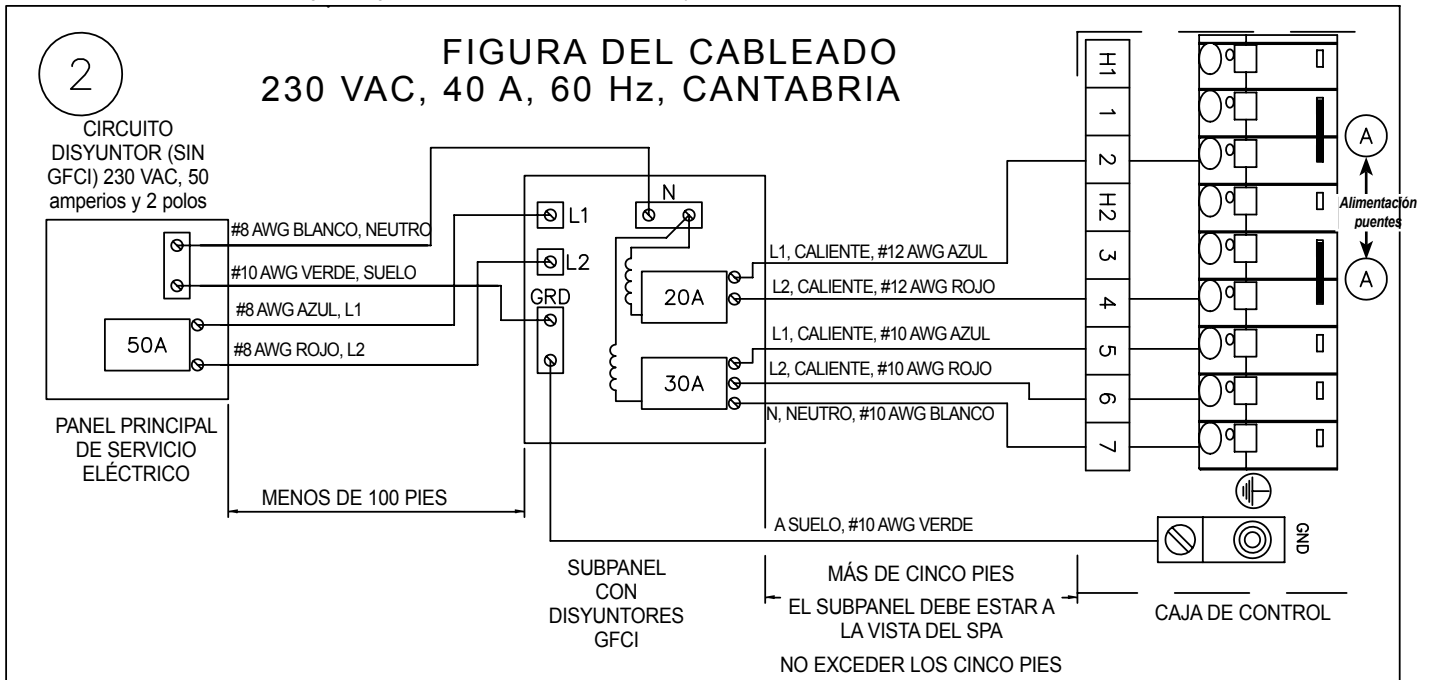 2
FIGURA DEL CABLEADO
230 VAC, 40 A, 60 Hz, CANTABRIA
CIRCUITO
DISYUNTOR (SIN
GFCI) 230 VAC, 50
amperios y 2 polos
#8 AWG BLANCO, NEUTRO
#10 AWG VERDE, SUELO
#8 AWG AZUL, L1
#8 AWG ROJO, L2
50A
PANEL PRINCIPAL
DE SERVICIO
ELÉCTRICO
MENOS DE 100 PIES
N
L1
L2
GRD
20A
30A
L1, CALIENTE, #12 AWG AZUL
L2, CALIENTE, #12 AWG ROJO
L1, CALIENTE, #10 AWG AZUL
L2, CALIENTE, #10 AWG ROJO
N, NEUTRO, #10 AWG BLANCO
A SUELO, #10 AWG VERDE
SUBPANEL
CON
DISYUNTORES
GFCI
MÁS DE CINCO PIES
EL SUBPANEL DEBE ESTAR A
LA VISTA DEL SPA
NO EXCEDER LOS CINCO PIES
H1
1
2
H2
3
4
5
6
7
A
Alimentación
puentes
A
GND
CAJA DE CONTROL